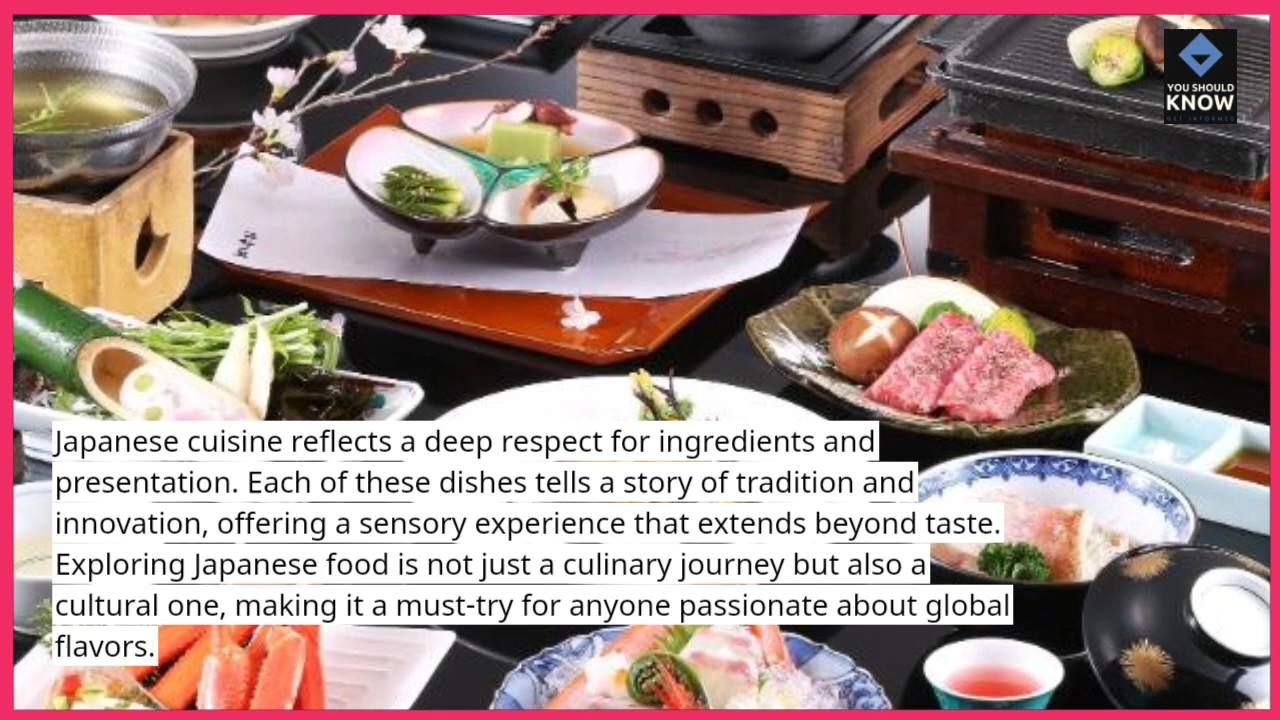 YOU SHOULD
KNOW
GET INFORMED
Japanese cuisine reflects a deep respect for ingredients and
presentation. Each of these dishes tells a story of tradition and
innovation, offering a sensory experience that extends beyond taste.
Exploring Japanese food is not just a culinary journey but also a
cultural one, making it a must-try for anyone passionate about global
flavors.